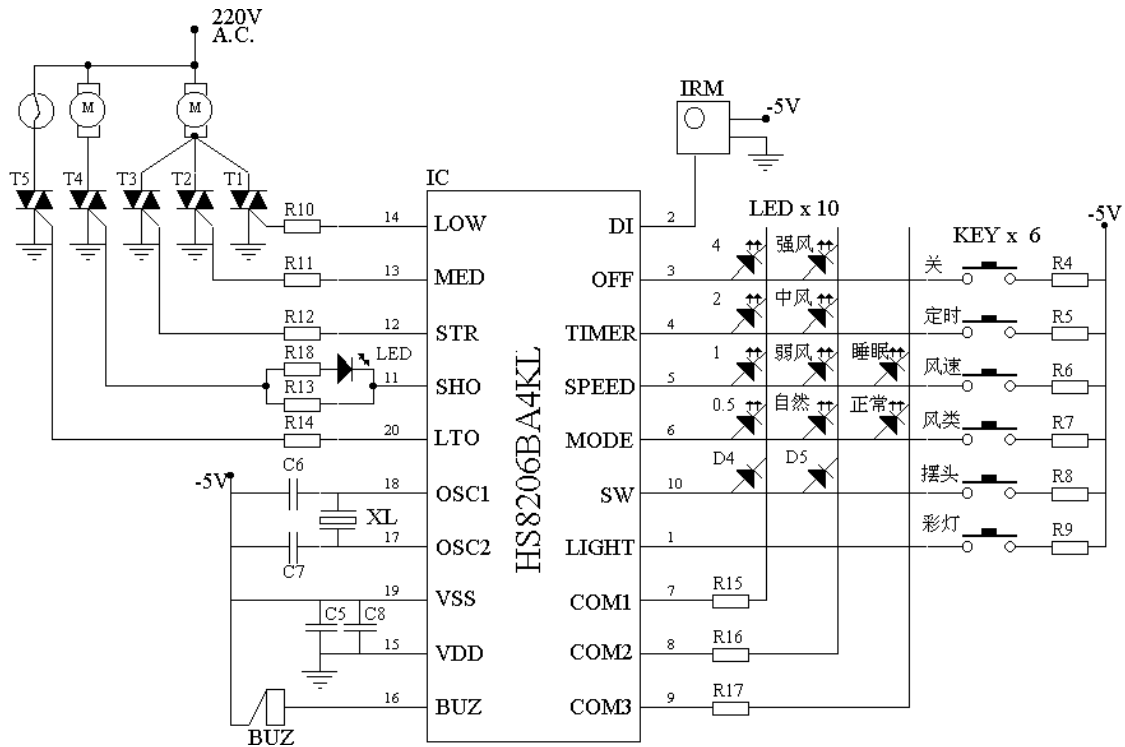 220V
A.C.
M
M
IRM
-5V
T5
T4
T3
T2
T1
IC
LED x 10
-5V
KEY x 6
R10
14
LOW
DI
2
4
强风
关
R4
R11
13
MED
OFF
3
2
中风
定时
R5
R12
12
STR
TIMER
4
1
弱风
睡眠
风速
R6
R18
LED
R13
11
SHO
SPEED
5
0.5
自然
正常
风类
R7
R14
20
LTO
MODE
6
D4
D5
摆头
R8
-5V
C6
18
OSC1
SW
10
彩灯
R9
XL
C7
17
OSC2
LIGHT
1
HS8206BA4KL
19
VSS
COM1
7
R15
C5
C8
15
VDD
COM2
8
R16
16
BUZ
COM3
9
R17
BUZ